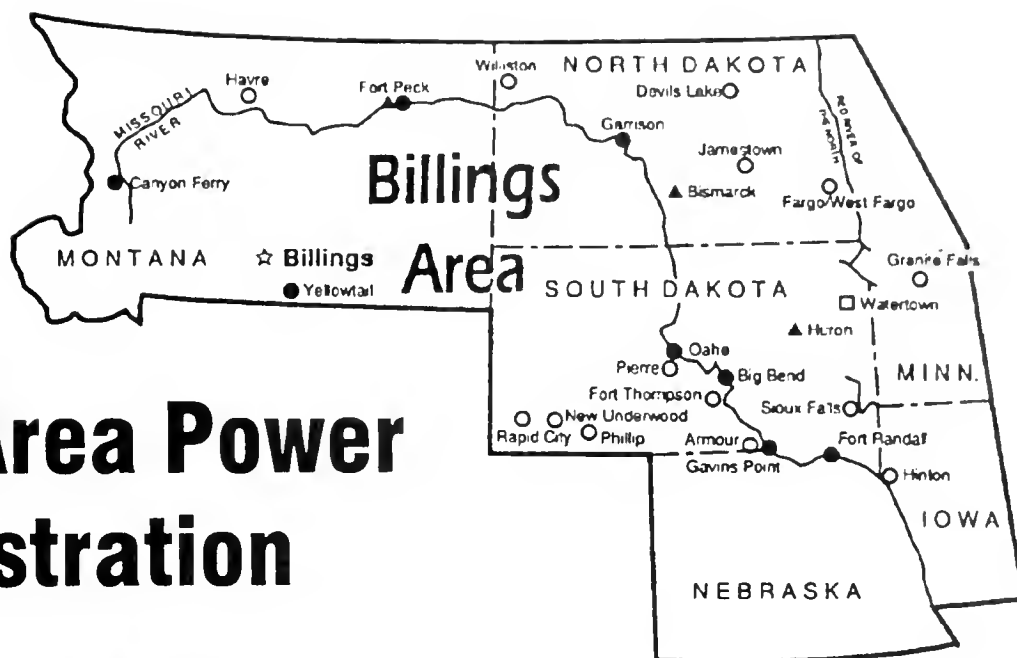 NORTH DAKOTA
Williston
Havre
Fort Peck
Devils Lake
MISSOURI
RIVER
Garrison
RED RIVER OF
THE NORTH
Jamestown
Billings
Canyon Ferry
Bismarck
Fargo/West Fargo
MONTANA
Billings
Area
Granite Falls
Yellowtail
SOUTH DAKOTA
Watertown
Huron
Oahe
Pierre
Big Bend
MINN.
Fort Thompson
Sioux Falls
New Underwood
Rapid City
Phillip
Armour
Fort Randall
Gavins Point
Hinton
IOWA
NEBRASKA
Area Power
stration